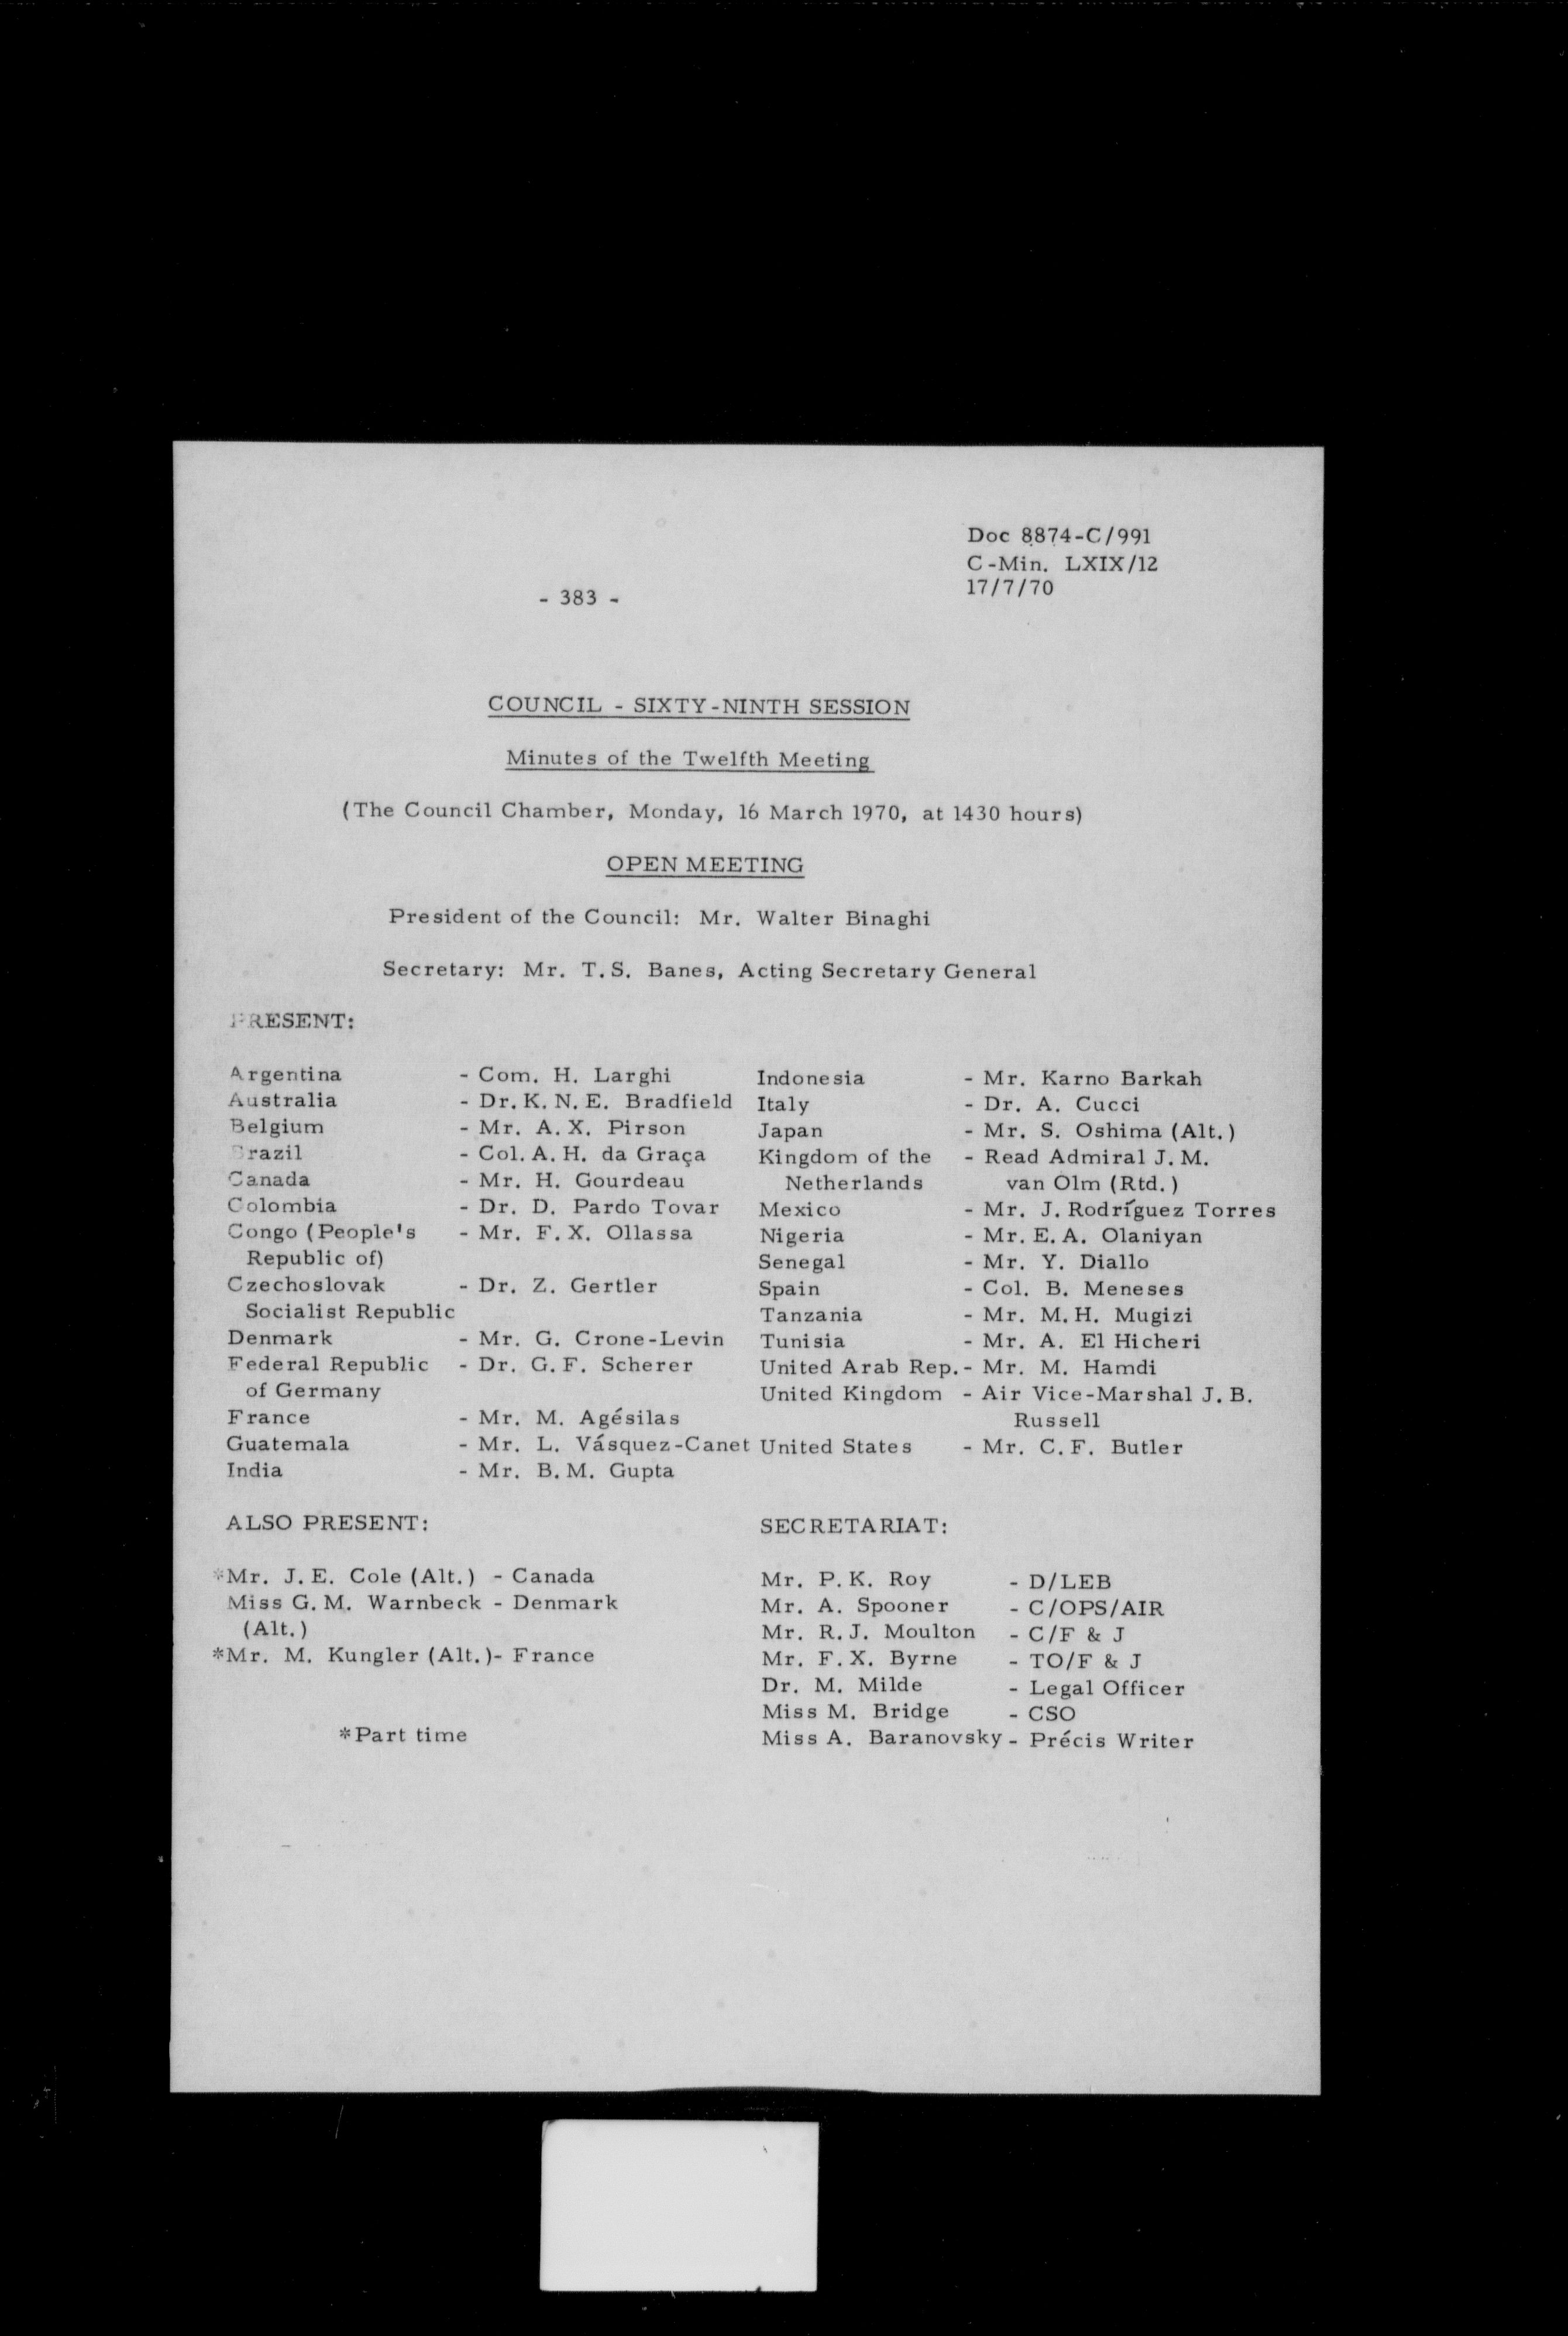 Doc 8874-C/991
C-Min. LXIX/12
17/7/70
- 383 -
COUNCIL - SIXTY-NINTH SESSION
Minutes of the Twelfth Meeting
(The Council Chamber, Monday, 16 March 1970, at 1430 hours)
OPEN MEETING
President of the Council: Mr. Walter Binaghi
Secretary: Mr. T.S. Banes, Acting Secretary General
PRESENT:
Argentina - Com. H. Larghi
Australia - Dr. K.N.E. Bradfield
Belgium - Mr. A.X. Pirson
Brazil - Col. A.H. da Graça
Canada - Mr. H. Gourdeau
Colombia - Dr. D. Pardo Tovar
Congo (People's - Mr. F.X. Ollassa
Republic of)
Czechoslovak - Dr. Z. Gertler
Socialist Republic
Denmark - Mr. G. Crone-Levin
Federal Republic - Dr. G.F. Scherer
of Germany
France - Mr. M. Agésilas
Guatemala - Mr. L. Vásquez-Canet
India - Mr. B.M. Gupta
Indonesia - Mr. Karno Barkah
Italy - Dr. A. Cucci
Japan - Mr. S. Oshima (Alt.)
Kingdom of the - Read Admiral J.M.
Netherlands van Olm (Rtd.)
Mexico - Mr. J. Rodríguez Torres
Nigeria - Mr. E.A. Olaniyan
Senegal - Mr. Y. Diallo
Spain - Col. B. Meneses
Tanzania - Mr. M.H. Mugizi
Tunisia - Mr. A. El Hicheri
United Arab Rep. - Mr. M. Hamdi
United Kingdom - Air Vice-Marshal J.B.
Russell
United States - Mr. C.F. Butler
ALSO PRESENT:
*Mr. J.E. Cole (Alt.) - Canada
Miss G.M. Warnbeck - Denmark
(Alt.)
*Mr. M. Kungler (Alt.) - France
*Part time
SECRETARIAT:
Mr. P.K. Roy - D/LEB
Mr. A. Spooner - C/OPS/AIR
Mr. R.J. Moulton - C/F & J
Mr. F.X. Byrne - TO/F & J
Dr. M. Milde - Legal Officer
Miss M. Bridge - CSO
Miss A. Baranovsky - Précis Writer